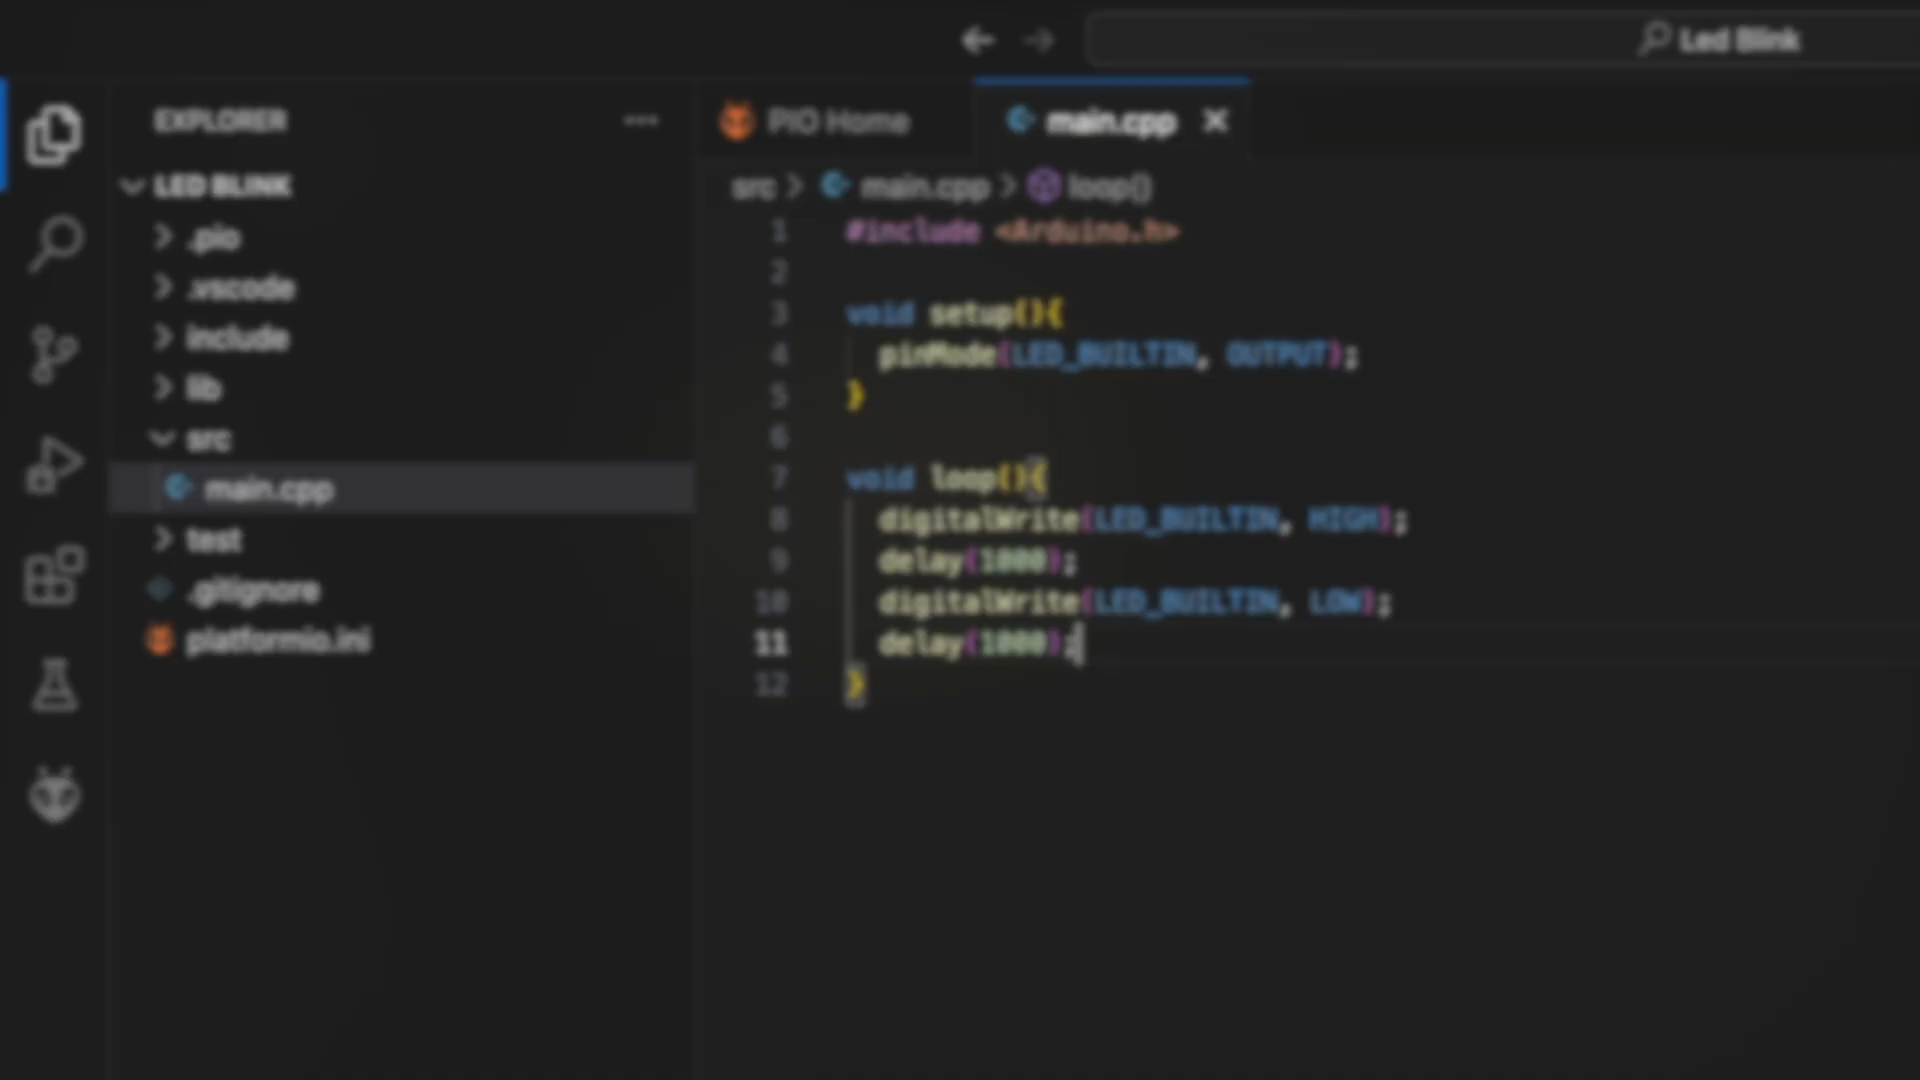 Led Blink
EXPLORER
PIO Home
main.cpp
LED BLINK
.pio
.vscode
include
lib
src
main.cpp
test
.gitignore
platformio.ini
src > main.cpp > loop()
1 #include <Arduino.h>
2
3 void setup(){
4 pinMode(LED_BUILTIN, OUTPUT);
5 }
6
7 void loop(){
8 digitalWrite(LED_BUILTIN, HIGH);
9 delay(1000);
10 digitalWrite(LED_BUILTIN, LOW);
11 delay(1000);
12 }